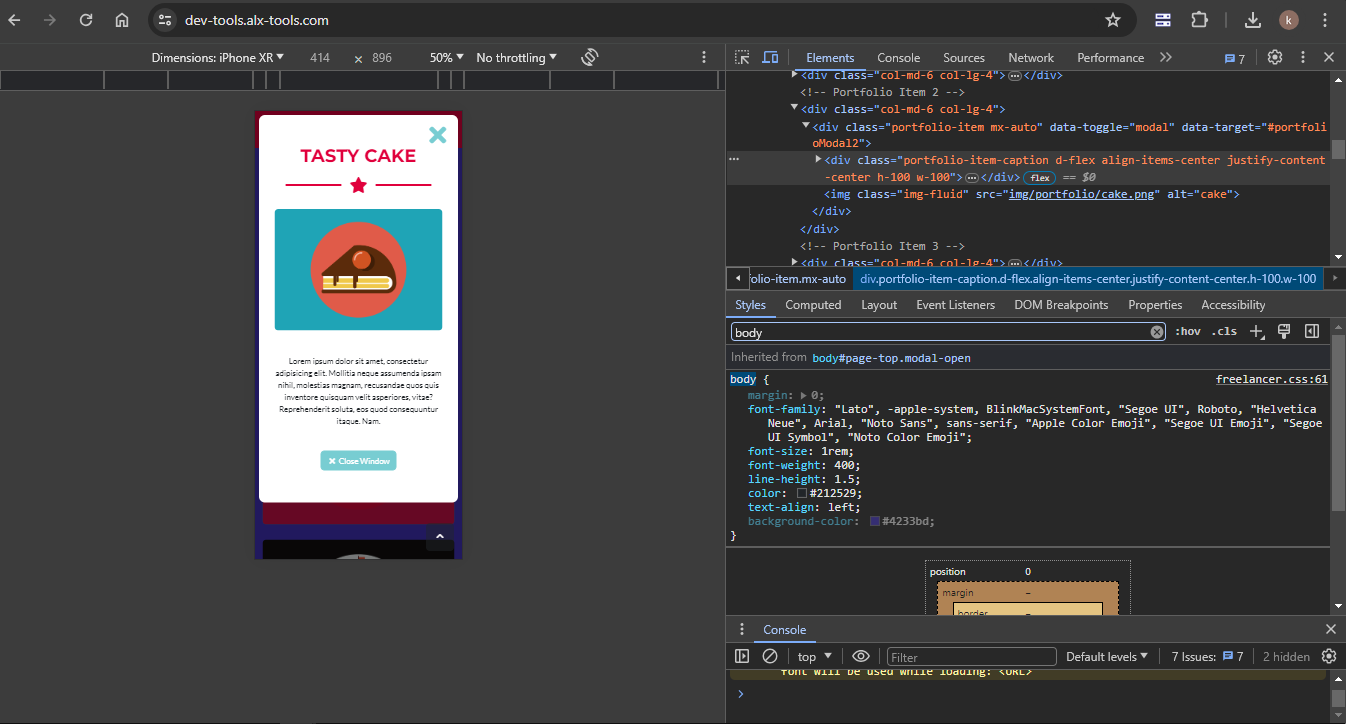 dev-tools.alx-tools.com
k
Dimensions: iPhone XR
414 × 896
50%
No throttling
TASTY CAKE
Lorem ipsum dolor sit amet, consectetur
adipisicing elit. Mollitia neque assumenda ipsam
nihil, molestias magnam, recusandae quos quis
inventore quisquam velit asperiores, vitae?
Reprehenderit soluta, eos quod consequuntur
itaque. Nam.
Close Window
Elements Console Sources Network Performance 7
<div class="col-md-6 col-lg-4">…</div>
<!-- Portfolio Item 2 -->
<div class="col-md-6 col-lg-4">
<div class="portfolio-item mx-auto" data-toggle="modal" data-target="#portfoli
oModal2">
<div class="portfolio-item-caption d-flex align-items-center justify-content
-center h-100 w-100">…</div> flex == $0
<img class="img-fluid" src="img/portfolio/cake.png" alt="cake">
</div>
</div>
<!-- Portfolio Item 3 -->
<div class="col-md-6 col-lg-4">…</div>
folio-item.mx-auto div.portfolio-item-caption.d-flex.align-items-center.justify-content-center.h-100.w-100
Styles Computed Layout Event Listeners DOM Breakpoints Properties Accessibility
body
:hov .cls
Inherited from body#page-top.modal-open
body { freelancer.css:61
margin: 0;
font-family: "Lato", -apple-system, BlinkMacSystemFont, "Segoe UI", Roboto, "Helvetica
Neue", Arial, "Noto Sans", sans-serif, "Apple Color Emoji", "Segoe UI Emoji", "Segoe
UI Symbol", "Noto Color Emoji";
font-size: 1rem;
font-weight: 400;
line-height: 1.5;
color: #212529;
text-align: left;
background-color: #4233bd;
}
position 0
margin –
border –
Console
top Filter Default levels 7 Issues: 7 2 hidden
font will be used while loading: <URL>